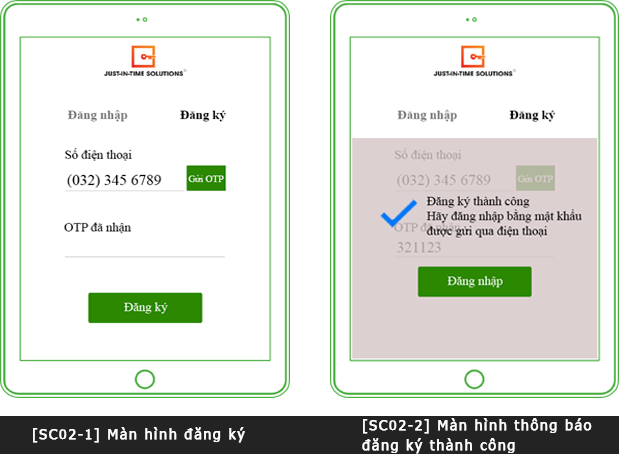 JUST-IN-TIME SOLUTIONS
Đăng nhập Đăng ký
Số điện thoại
(032) 345 6789 Gửi OTP
OTP đã nhận
Đăng ký
[SC02-1] Màn hình đăng ký
JUST-IN-TIME SOLUTIONS
Đăng nhập Đăng ký
Số điện thoại
(032) 345 6789 Gửi OTP
Đăng ký thành công
Hãy đăng nhập bằng mật khẩu
được gửi qua điện thoại
OTP đã nhận
321123
Đăng nhập
[SC02-2] Màn hình thông báo
đăng ký thành công